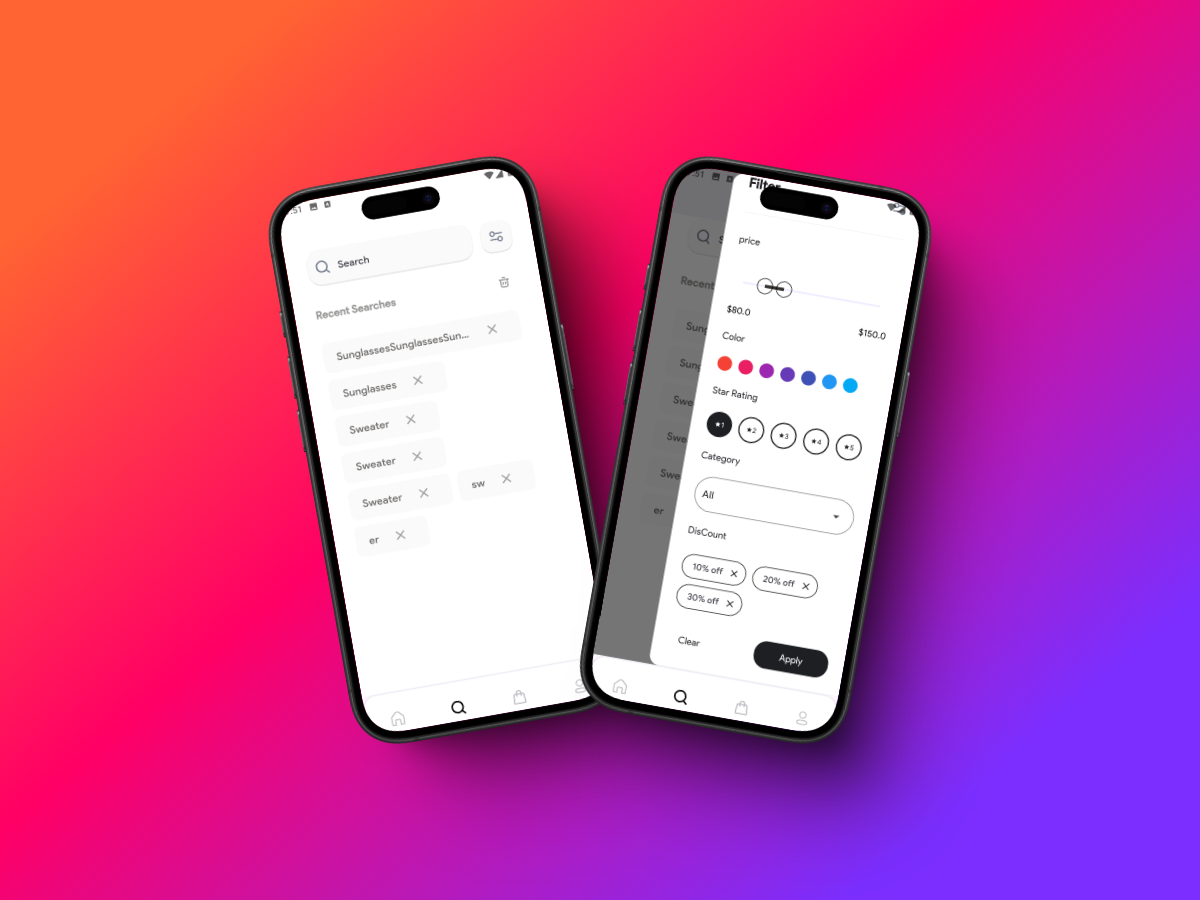 :51
Search
Recent Searches
SunglassesSunglassesSun...
Sunglasses
Sweater
Sweater
Sweater
sw
er
:51
Filter
S
Recent
Sung
Sung
Swe
Swe
Swe
er
price
$80.0
$150.0
Color
Star Rating
★1 ★2 ★3 ★4 ★5
Category
All
DisCount
10% off
20% off
30% off
Clear
Apply